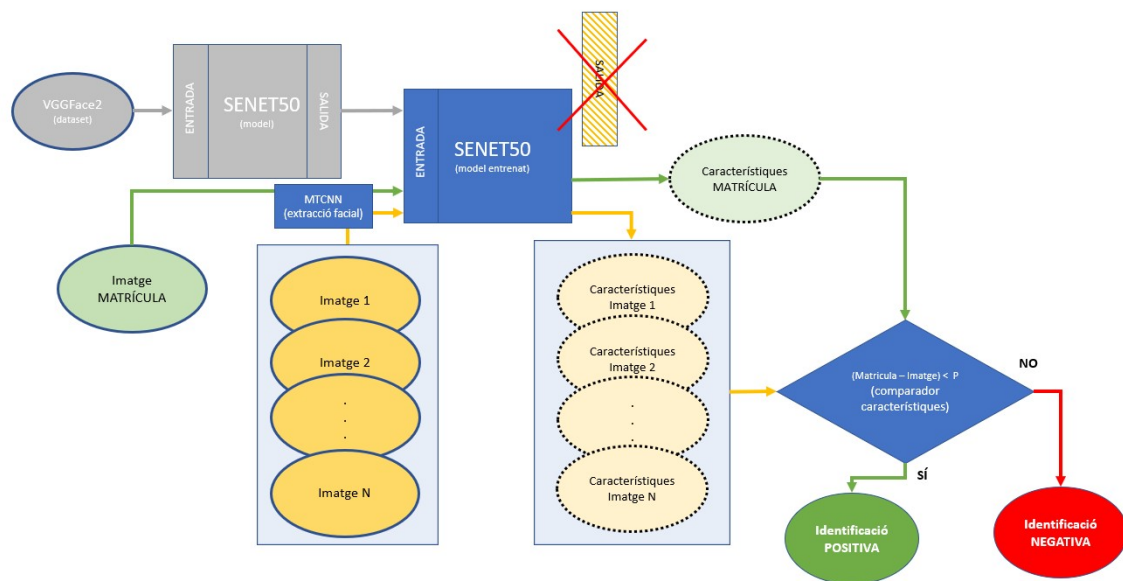 VGGFace2
(dataset)
ENTRADA
SENET50
(model)
SALIDA
ENTRADA
SENET50
(model entrenat)
SALIDA
MTCNN
(extracció facial)
Imatge
MATRÍCULA
Característiques
MATRÍCULA
Imatge 1
Imatge 2
.
.
.
Imatge N
Característiques
Imatge 1
Característiques
Imatge 2
.
.
.
Característiques
Imatge N
(Matricula – Imatge) < P
(comparador
característiques)
NO
SÍ
Identificació
POSITIVA
Identificació
NEGATIVA